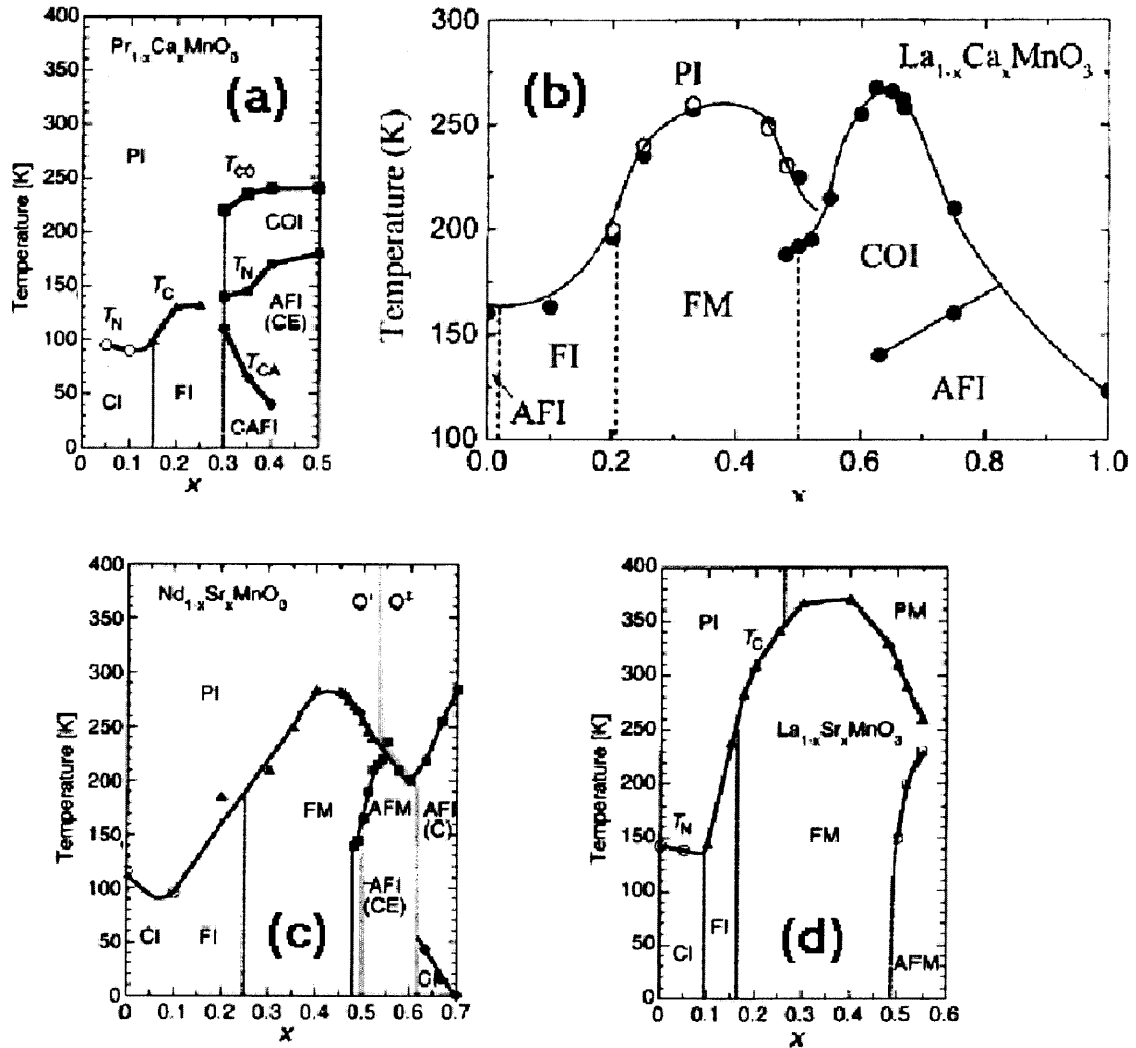 Pr1-xCaxMnO3
(a)
Temperature [K]
400
350
300
250
200
150
100
50
0
PI
TCO
COI
TN
AFI
(CE)
TC
TN
TCA
CI
FI
CAFI
0 0.1 0.2 0.3 0.4 0.5
x
300
250
200
150
100
Temperature (K)
(b)
La1-xCaxMnO3
PI
FI
FM
COI
AFI
AFI
0.0 0.2 0.4 0.6 0.8 1.0
x
Nd1-xSrxMnO3
Temperature [K]
400
350
300
250
200
150
100
50
0
PI
FM
AFM
AFI
(C)
AFI
(CE)
CI
FI
(c)
0 0.1 0.2 0.3 0.4 0.5 0.6 0.7
x
Temperature [K]
400
350
300
250
200
150
100
50
0
PI
PM
TC
La1-xSrxMnO3
TN
FM
FI
CI
AFM
(d)
0 0.1 0.2 0.3 0.4 0.5 0.6
x